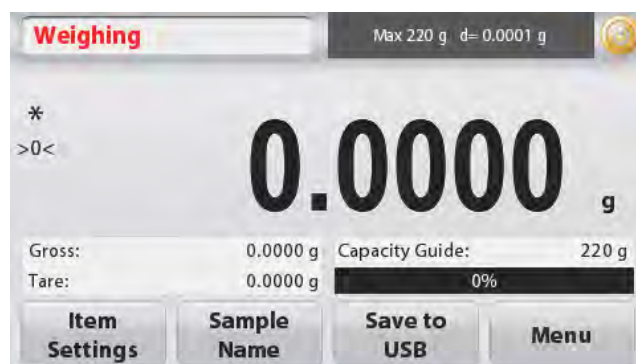 Weighing
Max 220 g d= 0.0001 g
*
>0<
0.0000 g
Gross: 0.0000 g
Capacity Guide: 220 g
Tare: 0.0000 g
0%
Item
Settings
Sample
Name
Save to
USB
Menu